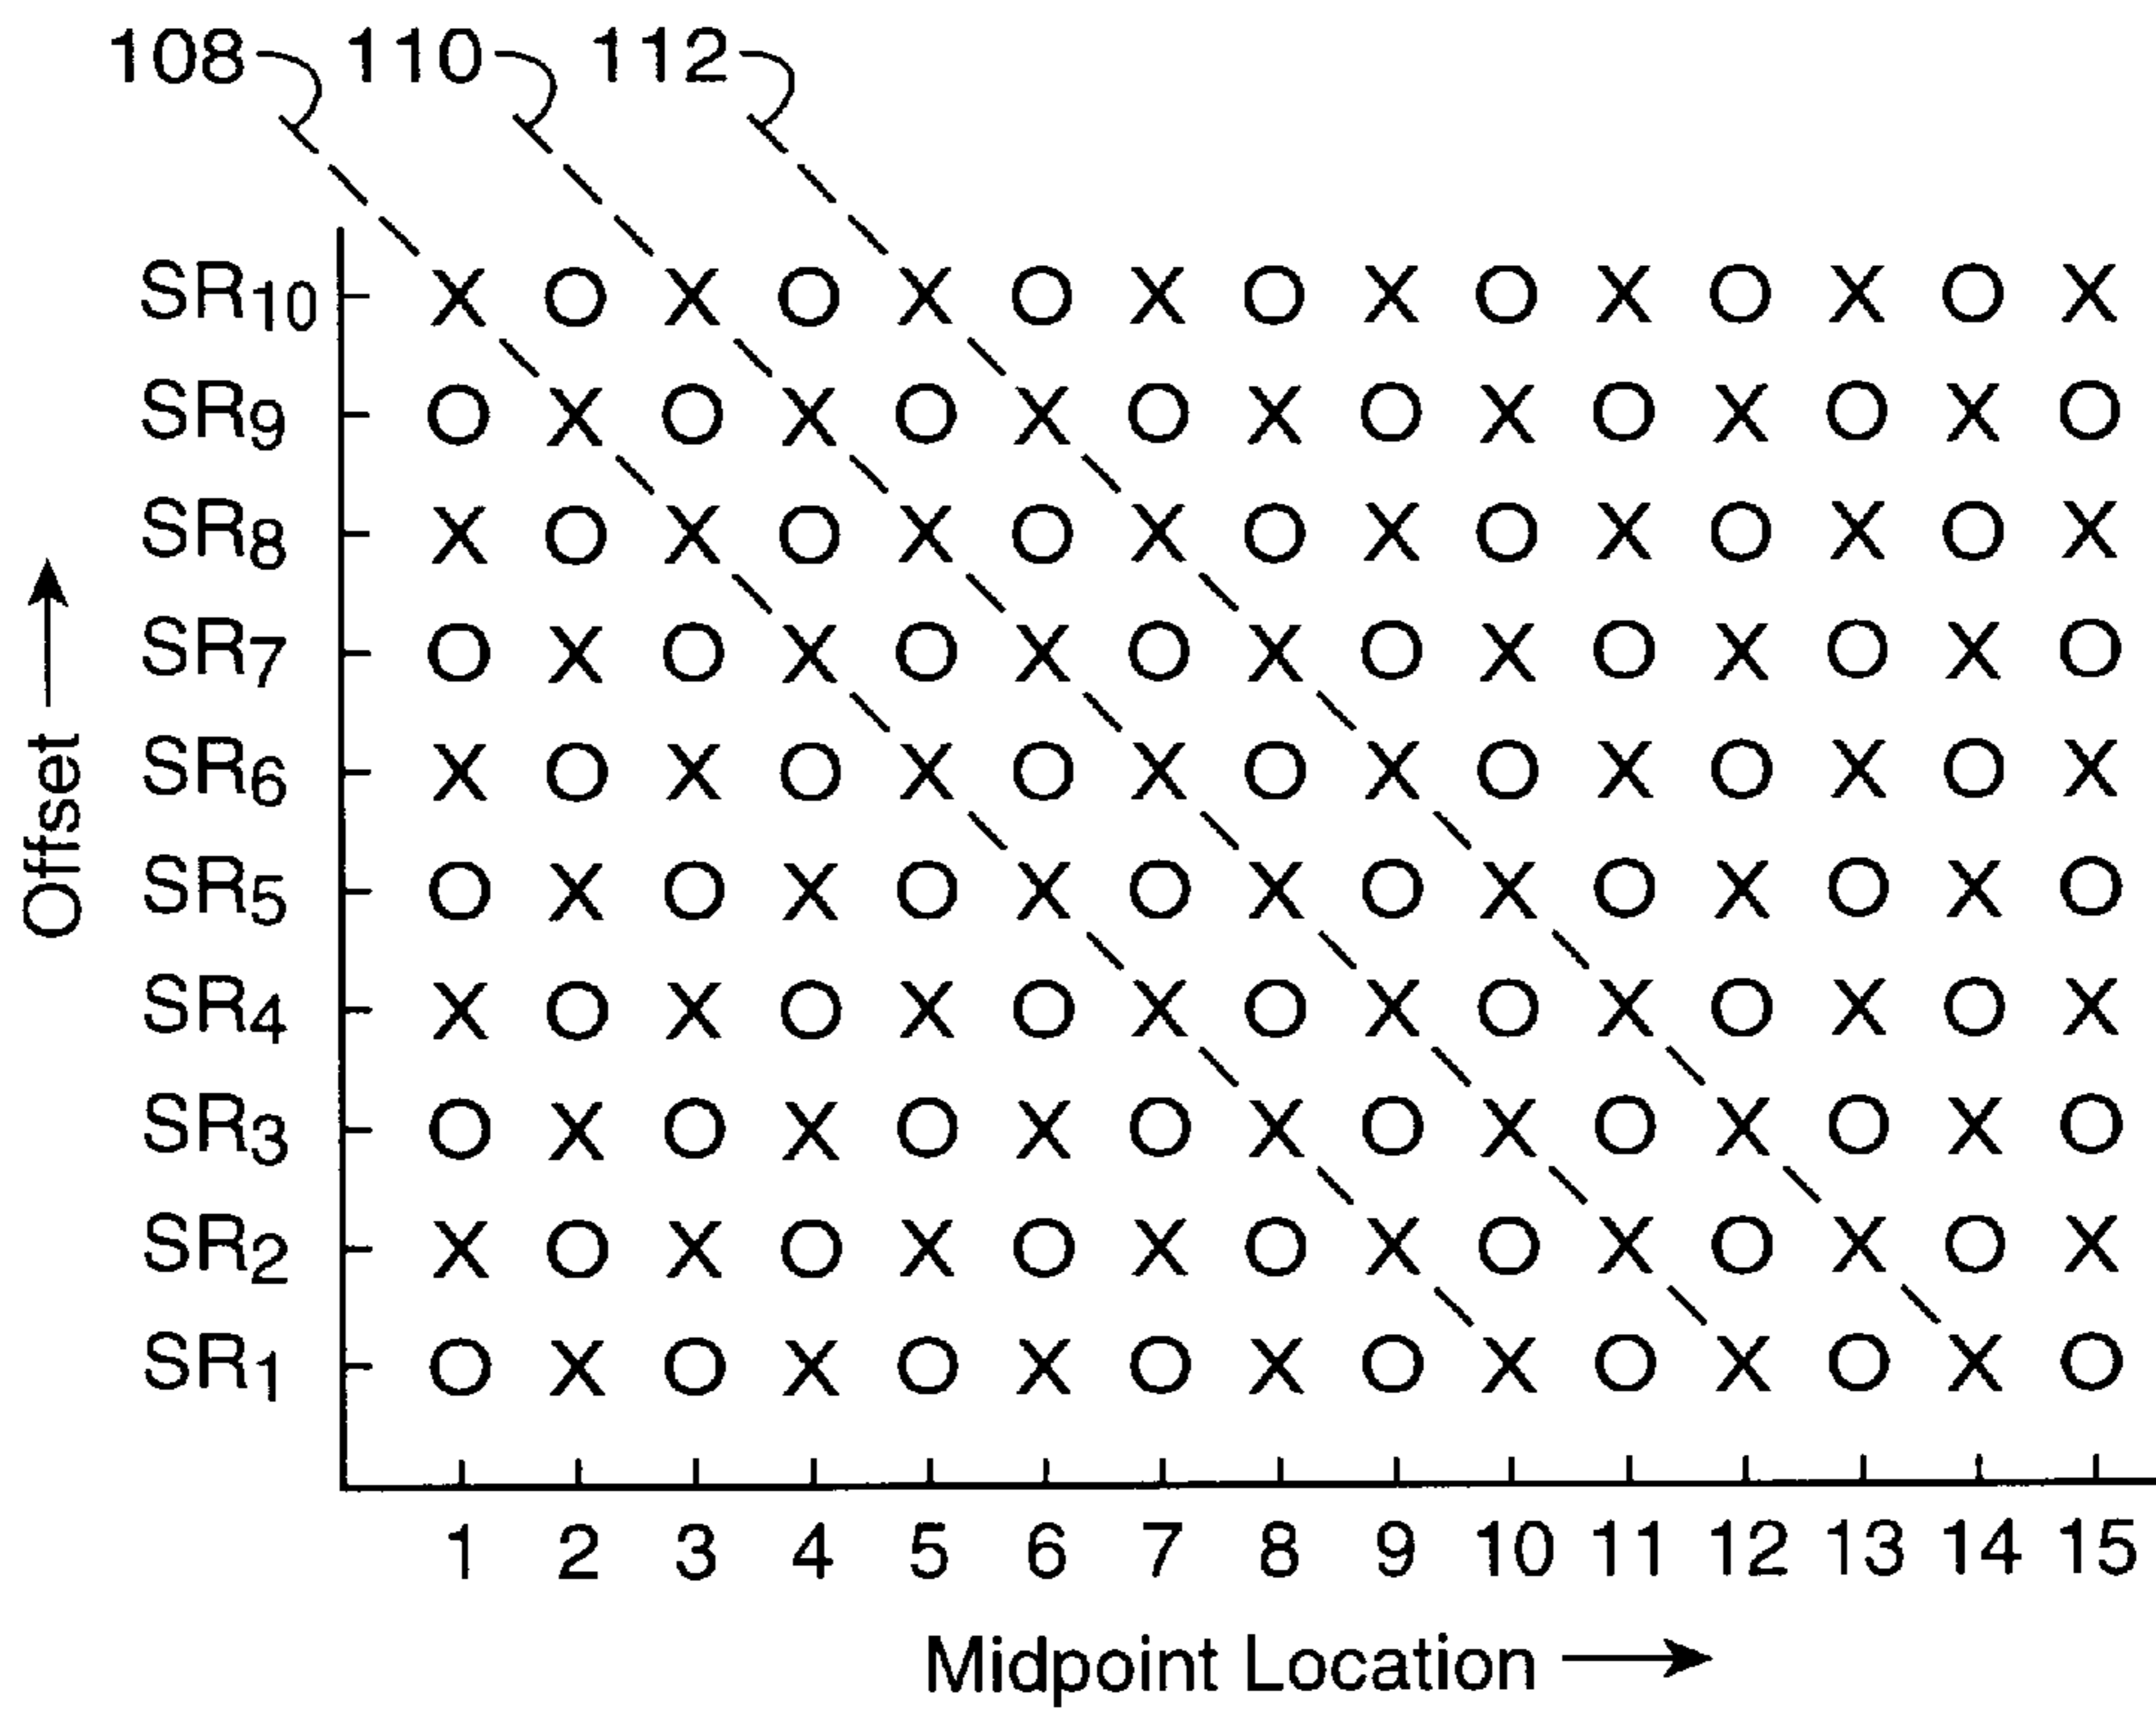 108 110 112
SR10 X O X O X O X O X O X O X O X
SR9 O X O X O X O X O X O X O X O
SR8 X O X O X O X O X O X O X O X
SR7 O X O X O X O X O X O X O X O
SR6 X O X O X O X O X O X O X O X
SR5 O X O X O X O X O X O X O X O
SR4 X O X O X O X O X O X O X O X
SR3 O X O X O X O X O X O X O X O
SR2 X O X O X O X O X O X O X O X
SR1 O X O X O X O X O X O X O X O
Offset
1 2 3 4 5 6 7 8 9 10 11 12 13 14 15
Midpoint Location